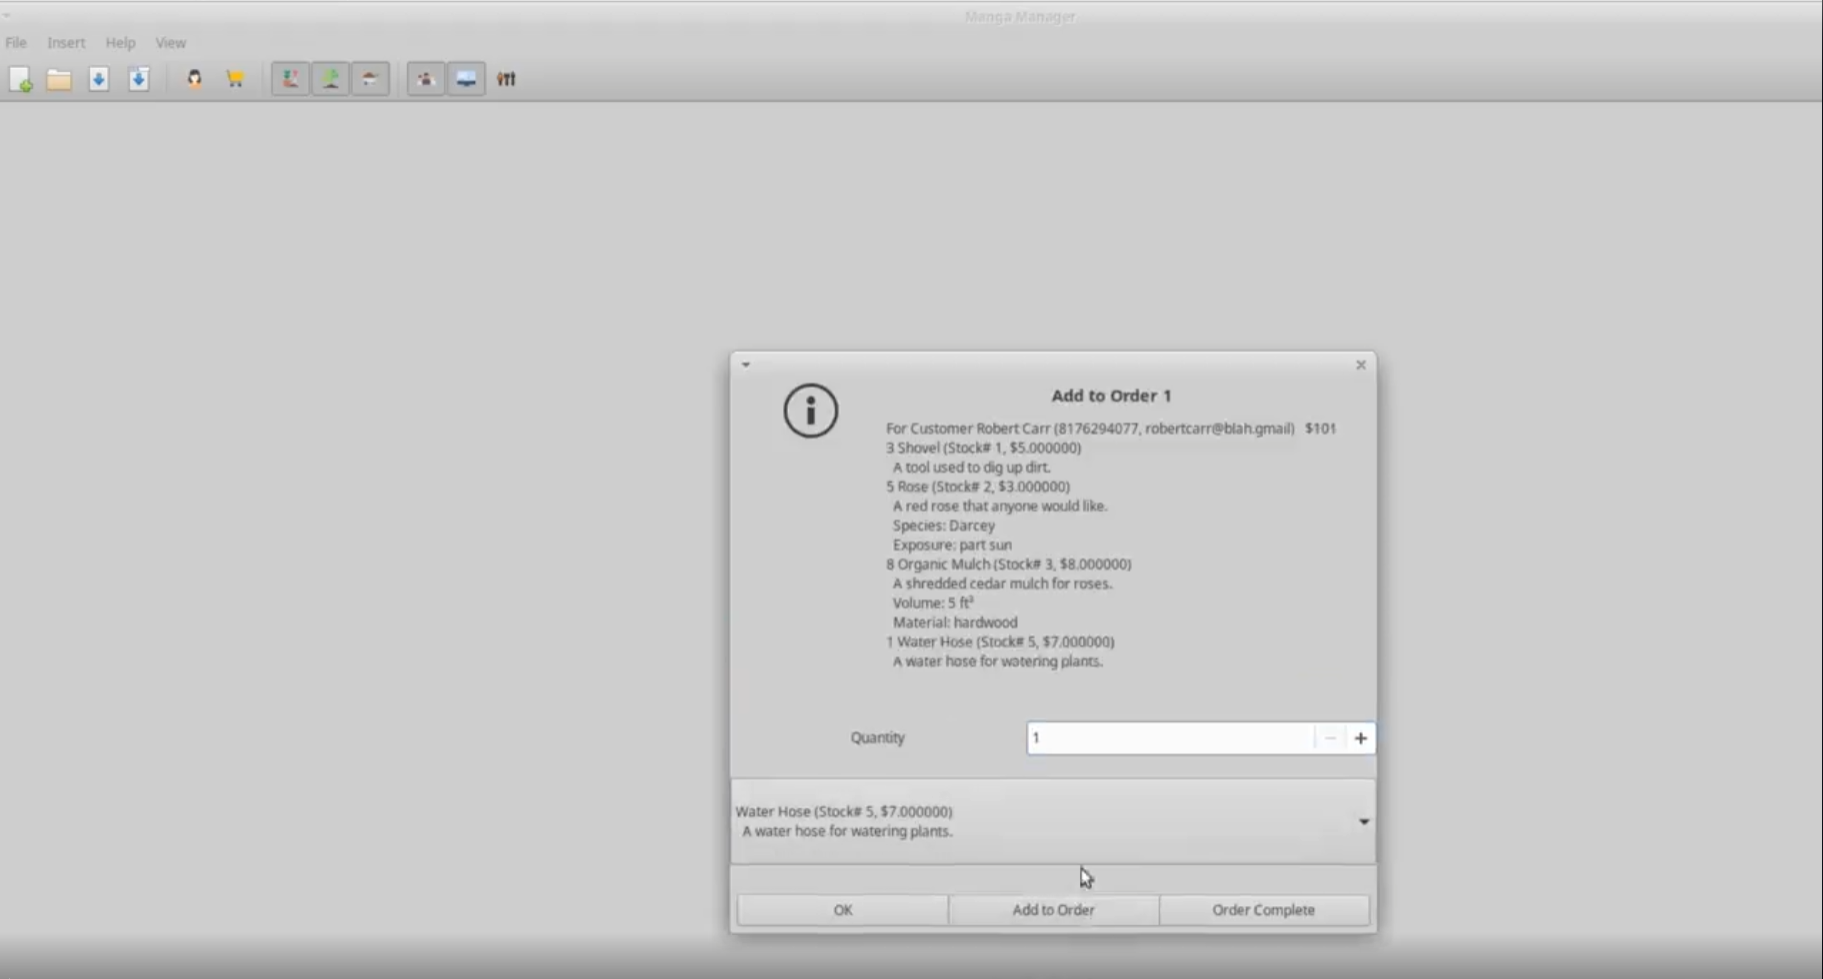 Manga Manager
File Insert Help View
Add to Order 1
For Customer Robert Carr (8176294077, robertcarr@blah.gmail) $101
3 Shovel (Stock# 1, $5.000000)
A tool used to dig up dirt.
5 Rose (Stock# 2, $3.000000)
A red rose that anyone would like.
Species: Darcey
Exposure: part sun
8 Organic Mulch (Stock# 3, $8.000000)
A shredded cedar mulch for roses.
Volume: 5 ft³
Material: hardwood
1 Water Hose (Stock# 5, $7.000000)
A water hose for watering plants.
Quantity 1
Water Hose (Stock# 5, $7.000000)
A water hose for watering plants.
OK Add to Order Order Complete